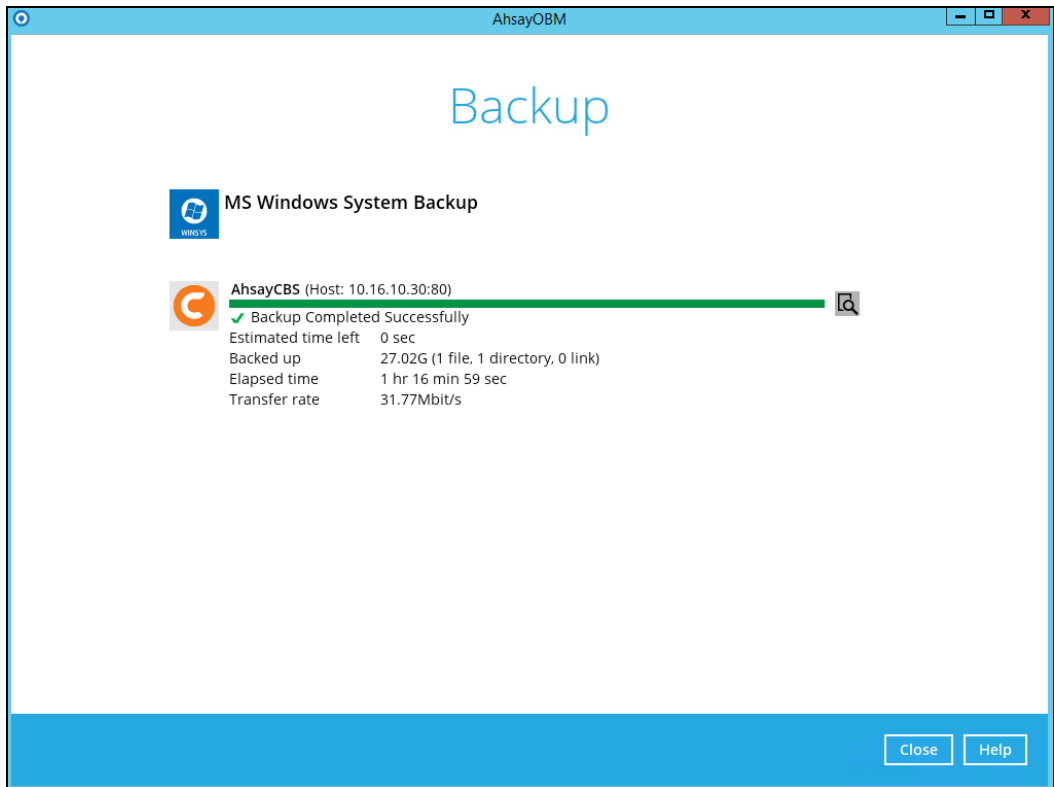 AhsayOBM
Backup
MS Windows System Backup
WINSYS
AhsayCBS (Host: 10.16.10.30:80)
Backup Completed Successfully
Estimated time left 0 sec
Backed up 27.02G (1 file, 1 directory, 0 link)
Elapsed time 1 hr 16 min 59 sec
Transfer rate 31.77Mbit/s
Close Help